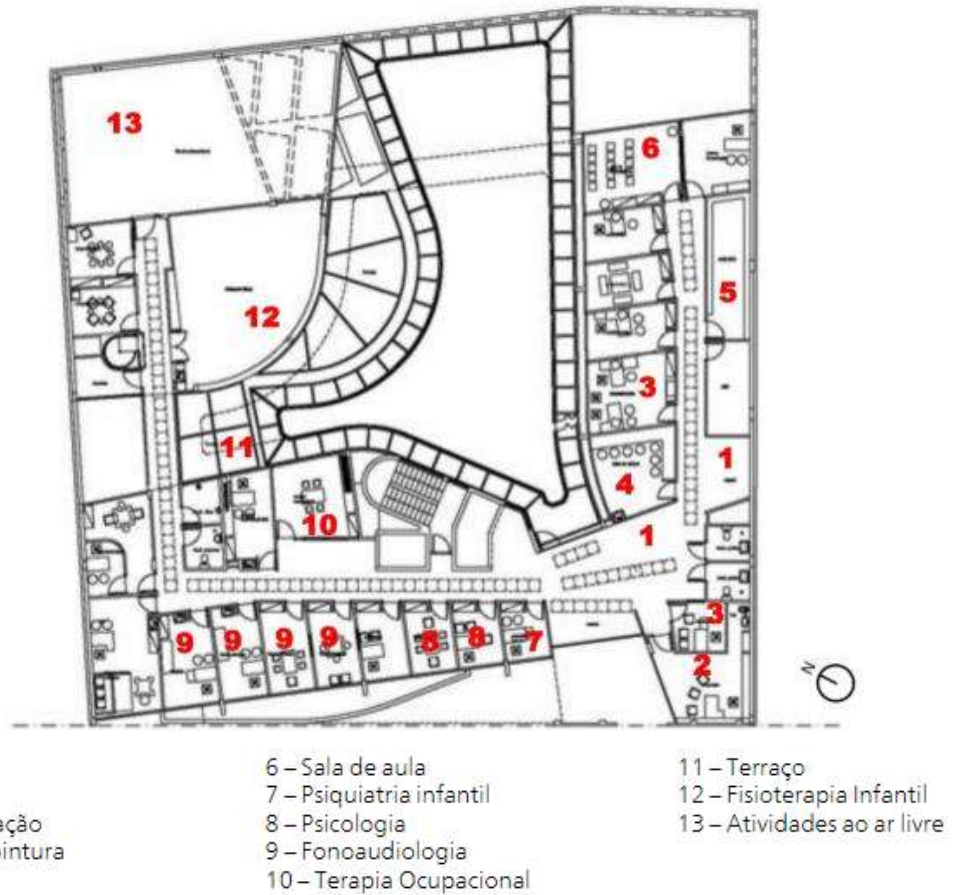 13
6
5
12
3
11
1
4
10
1
3
9
9
9
9
8
8
7
2
N
6 – Sala de aula
7 – Psiquiatria infantil
ação
8 – Psicologia
intura
9 – Fonoaudiologia
10 – Terapia Ocupacional
11 – Terraço
12 – Fisioterapia Infantil
13 – Atividades ao ar livre